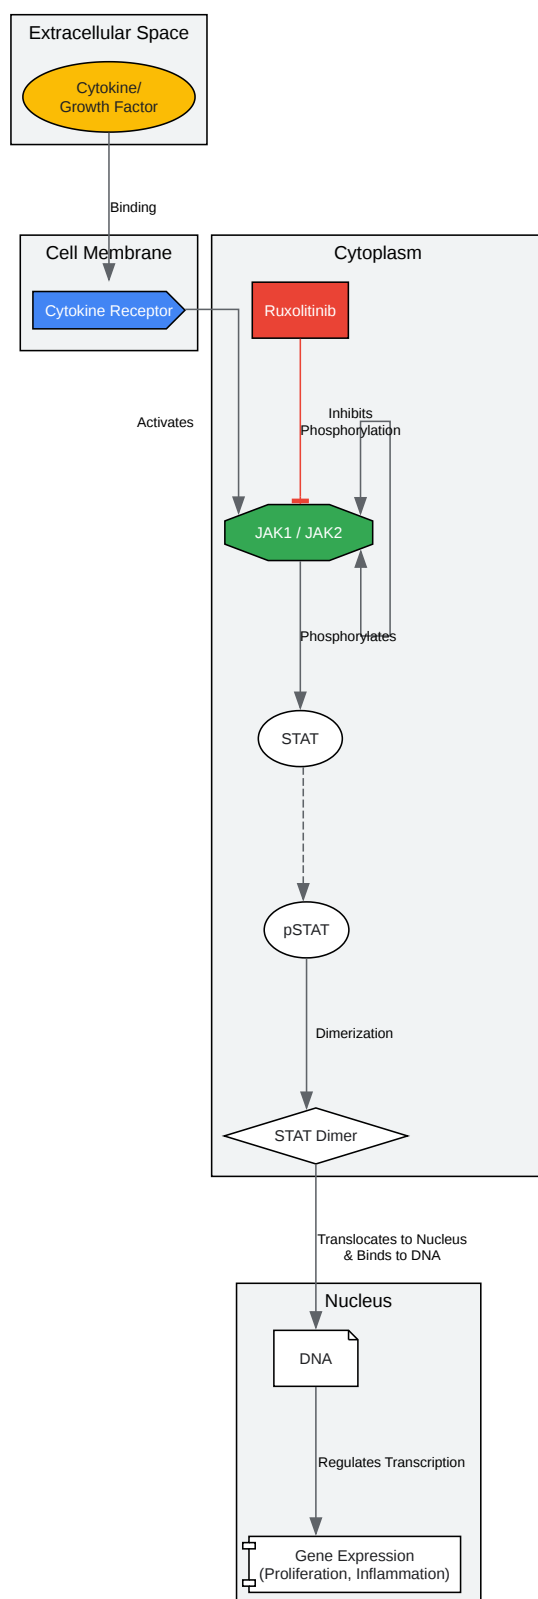 Extracellular Space
Cytokine/
Growth Factor
Binding
Cell Membrane
Cytokine Receptor
Cytoplasm
Ruxolitinib
Activates
Inhibits
Phosphorylation
JAK1 / JAK2
Phosphorylates
STAT
pSTAT
Dimerization
STAT Dimer
Translocates to Nucleus
& Binds to DNA
Nucleus
DNA
Regulates Transcription
Gene Expression
(Proliferation, Inflammation)